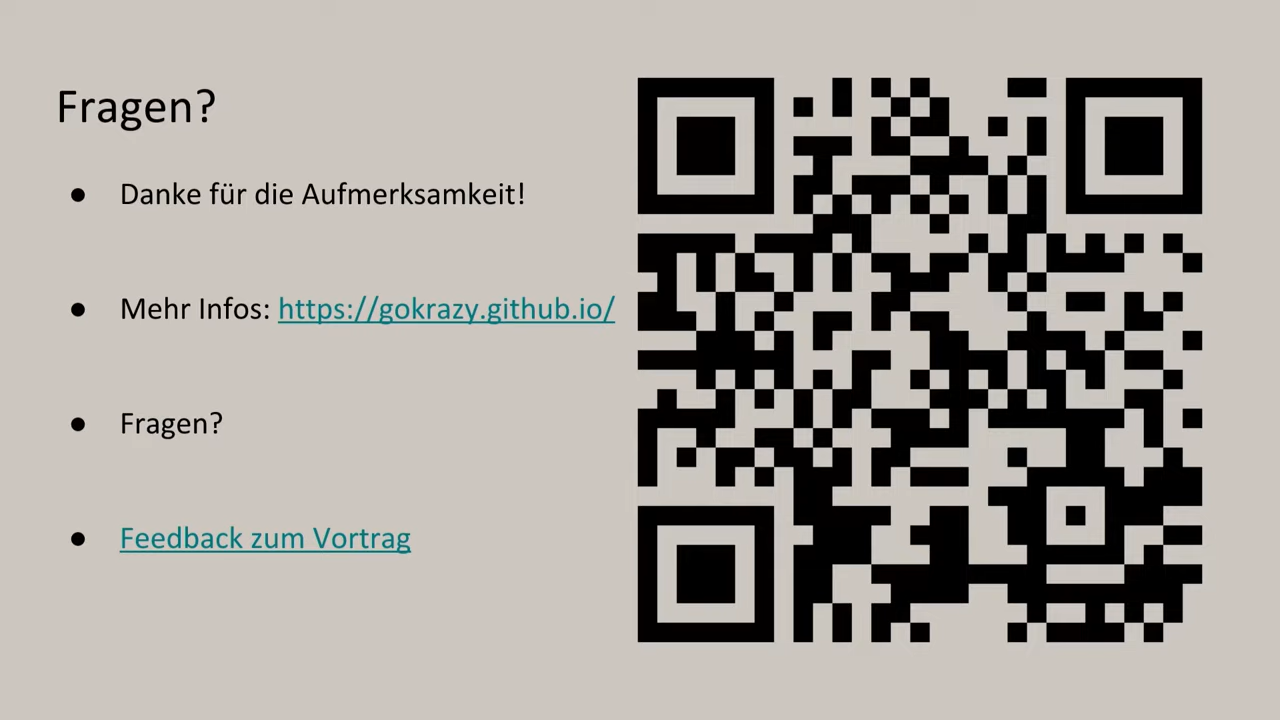 Fragen?
● Danke für die Aufmerksamkeit!
● Mehr Infos: https://gokrazy.github.io/
● Fragen?
● Feedback zum Vortrag